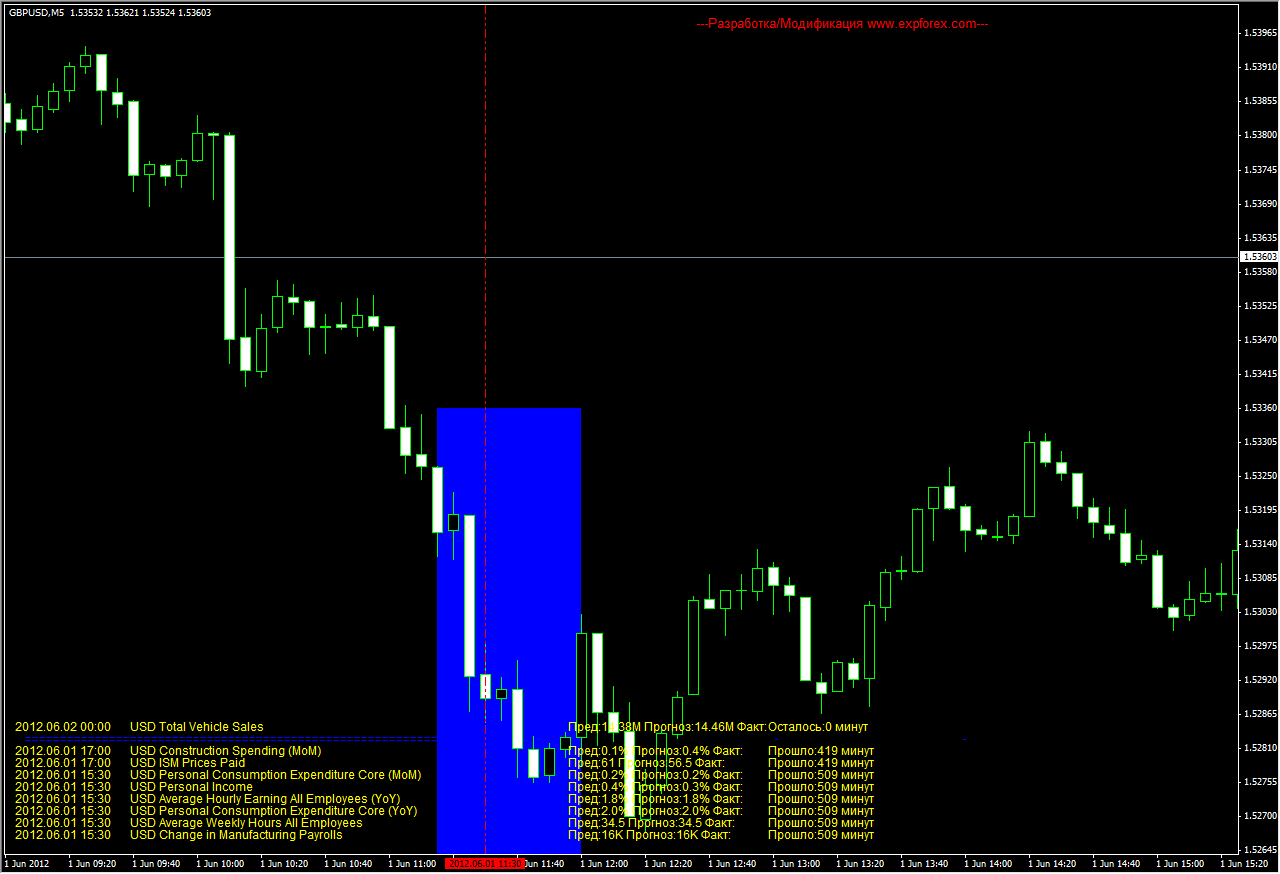 GBPUSD,M5 1.53532 1.53621 1.53524 1.53603
---Разработка/Модификация www.expforex.com---
1.53965
1.53910
1.53855
1.53800
1.53745
1.53690
1.53635
1.53603
1.53580
1.53525
1.53470
1.53415
1.53360
1.53305
1.53250
1.53195
1.53140
1.53085
1.53030
1.52975
1.52920
1.52865
1.52810
1.52755
1.52700
1.52645
2012.06.02 00:00 USD Total Vehicle Sales Пред:14.38M Прогноз:14.46M Факт:Осталось:0 минут
2012.06.01 17:00 USD Construction Spending (MoM) Пред:0.1% Прогноз:0.4% Факт: Прошло:419 минут
2012.06.01 17:00 USD ISM Prices Paid Пред:61 Прогноз:56.5 Факт: Прошло:419 минут
2012.06.01 15:30 USD Personal Consumption Expenditure Core (MoM) Пред:0.2% Прогноз:0.2% Факт: Прошло:509 минут
2012.06.01 15:30 USD Personal Income Пред:0.4% Прогноз:0.3% Факт: Прошло:509 минут
2012.06.01 15:30 USD Average Hourly Earning All Employees (YoY) Пред:1.8% Прогноз:1.8% Факт: Прошло:509 минут
2012.06.01 15:30 USD Personal Consumption Expenditure Core (YoY) Пред:2.0% Прогноз:2.0% Факт: Прошло:509 минут
2012.06.01 15:30 USD Average Weekly Hours All Employees Пред:34.5 Прогноз:34.5 Факт: Прошло:509 минут
2012.06.01 15:30 USD Change in Manufacturing Payrolls Пред:16K Прогноз:16K Факт: Прошло:509 минут
1 Jun 2012 1 Jun 09:20 1 Jun 09:40 1 Jun 10:00 1 Jun 10:20 1 Jun 10:40 1 Jun 11:00 2012.06.01 11:30 Jun 11:40 1 Jun 12:00 1 Jun 12:20 1 Jun 12:40 1 Jun 13:00 1 Jun 13:20 1 Jun 13:40 1 Jun 14:00 1 Jun 14:20 1 Jun 14:40 1 Jun 15:00 1 Jun 15:20